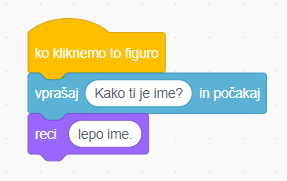 ko kliknemo to figuro
vprašaj Kako ti je ime? in počakaj
reci lepo ime.